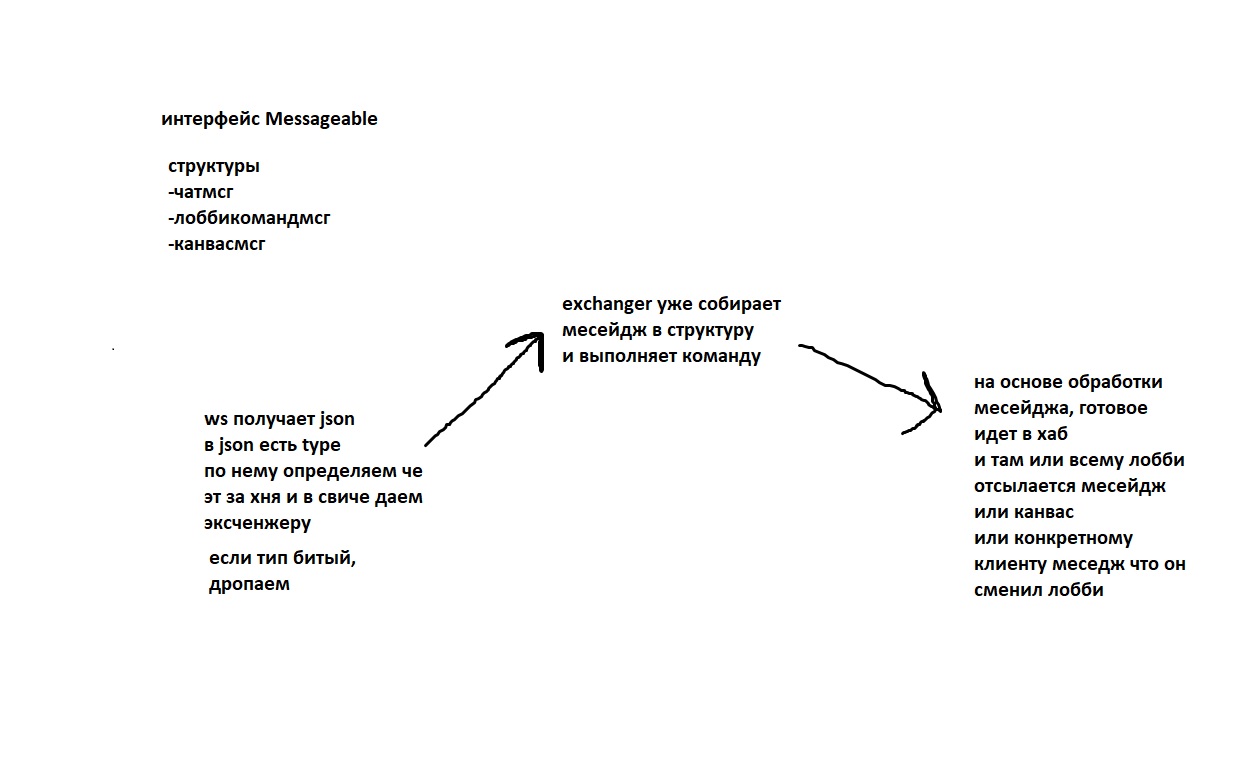 интерфейс Messageable
структуры
-чатмсг
-лоббикомандмсг
-канвасмсг
ws получает json
в json есть type
по нему определяем че
эт за хня и в свиче даем
эксченжеру
если тип битый,
дропаем
exchanger уже собирает
месейдж в структуру
и выполняет команду
на основе обработки
месейджа, готовое
идет в хаб
и там или всему лобби
отсылается месейдж
или канвас
или конкретному
клиенту меседж что он
сменил лобби